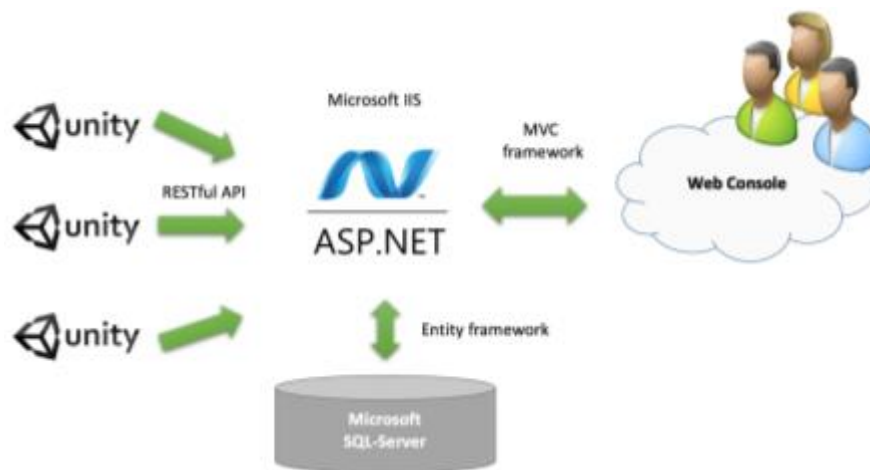 Microsoft IIS
unity
MVC
framework
RESTful API
Web Console
unity
ASP.NET
unity
Entity framework
Microsoft
SQL-Server